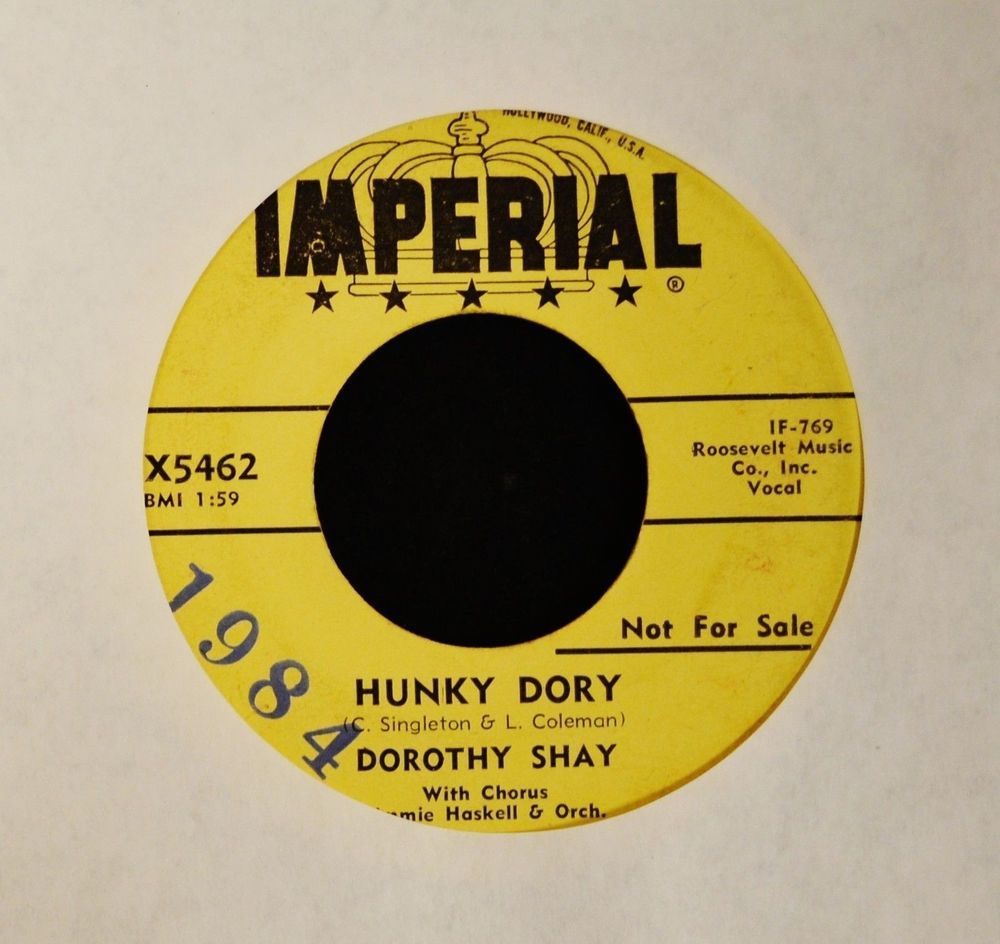 HOLLYWOOD, CALIF., U.S.A.
IMPERIAL
®
X5462
BMI 1:59
IF-769
Roosevelt Music
Co., Inc.
Vocal
1984
Not For Sale
HUNKY DORY
(C. Singleton & L. Coleman)
DOROTHY SHAY
With Chorus
Haskell & Orch.